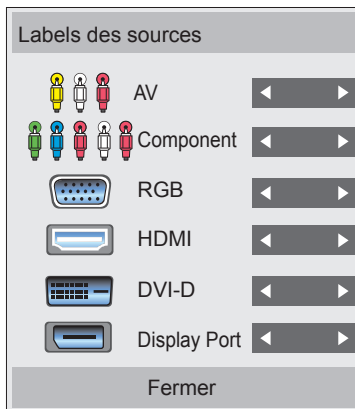 Labels des sources
AV
Component
RGB
HDMI
DVI-D
Display Port
Fermer